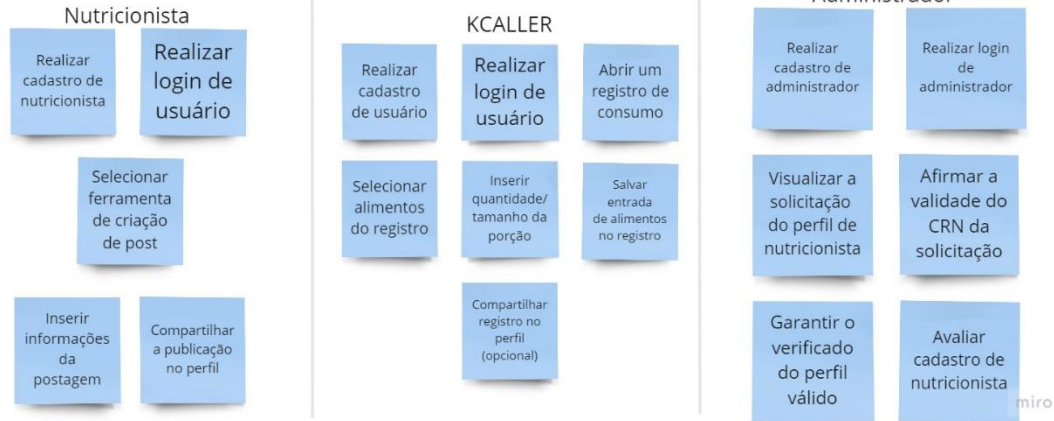 Nutricionista
Realizar
cadastro de
nutricionista
Realizar
login de
usuário
Selecionar
ferramenta
de criação
de post
Inserir
informações
da
postagem
Compartilhar
a publicação
no perfil
KCALLER
Realizar
cadastro
de usuário
Realizar
login de
usuário
Abrir um
registro de
consumo
Selecionar
alimentos
do registro
Inserir
quantidade/
tamanho da
porção
Salvar
entrada
de alimentos
no registro
Compartilhar
registro no
perfil
(opcional)
Administrador
Realizar
cadastro de
administrador
Realizar login
de
administrador
Visualizar a
solicitação
do perfil de
nutricionista
Afirmar a
validade do
CRN da
solicitação
Garantir o
verificado
do perfil
válido
Avaliar
cadastro de
nutricionista
miro